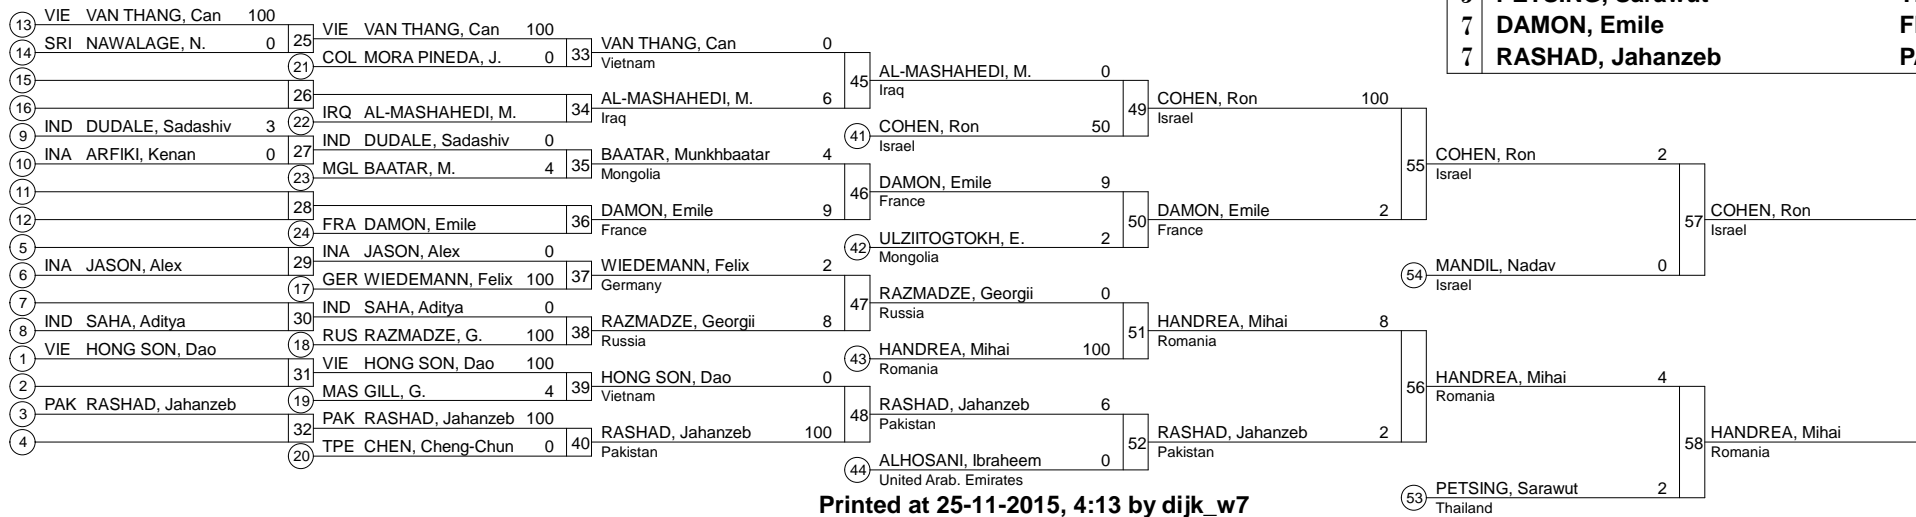 5 PETSING, Sarawut
7 DAMON, Emile
7 RASHAD, Jahanzeb
13 VIE VAN THANG, Can 100
14 SRI NAWALAGE, N. 0
15
16
9 IND DUDALE, Sadashiv 3
10 INA ARFIKI, Kenan 0
11
12
5
6 INA JASON, Alex
7
8 IND SAHA, Aditya
1 VIE HONG SON, Dao
2
3 PAK RASHAD, Jahanzeb
4
25 VIE VAN THANG, Can 100
21 COL MORA PINEDA, J. 0
26
22 IRQ AL-MASHAHEDI, M.
27 IND DUDALE, Sadashiv 0
23 MGL BAATAR, M. 4
28
24 FRA DAMON, Emile
29 INA JASON, Alex 0
17 GER WIEDEMANN, Felix 100
30 IND SAHA, Aditya 0
18 RUS RAZMADZE, G. 100
31 VIE HONG SON, Dao 100
19 MAS GILL, G. 4
32 PAK RASHAD, Jahanzeb 100
20 TPE CHEN, Cheng-Chun 0
33 VAN THANG, Can 0
Vietnam
34 AL-MASHAHEDI, M. 6
Iraq
35 BAATAR, Munkhbaatar 4
Mongolia
36 DAMON, Emile 9
France
37 WIEDEMANN, Felix 2
Germany
38 RAZMADZE, Georgii 8
Russia
39 HONG SON, Dao 0
Vietnam
40 RASHAD, Jahanzeb 100
Pakistan
45 AL-MASHAHEDI, M. 0
Iraq
41 COHEN, Ron 50
Israel
46 DAMON, Emile 9
France
42 ULZIITOGTOKH, E. 2
Mongolia
47 RAZMADZE, Georgii 0
Russia
43 HANDREA, Mihai 100
Romania
48 RASHAD, Jahanzeb 6
Pakistan
44 ALHOSANI, Ibraheem 0
United Arab. Emirates
49 COHEN, Ron 100
Israel
50 DAMON, Emile 2
France
51 HANDREA, Mihai 8
Romania
52 RASHAD, Jahanzeb 2
Pakistan
55 COHEN, Ron 2
Israel
54 MANDIL, Nadav 0
Israel
56 HANDREA, Mihai 4
Romania
53 PETSING, Sarawut 2
Thailand
57 COHEN, Ron
Israel
58 HANDREA, Mihai
Romania
Printed at 25-11-2015, 4:13 by dijk_w7